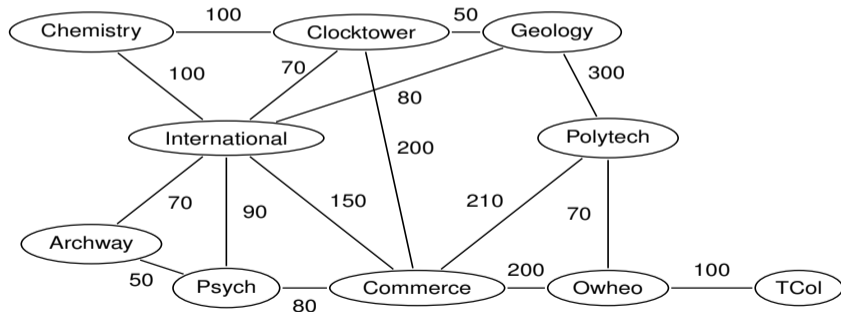 100
50
Chemistry
Clocktower
Geology
100
70
300
80
International
Polytech
200
70
90
150
210
70
Archway
50
Psych
80
Commerce
200
Owheo
100
TCol